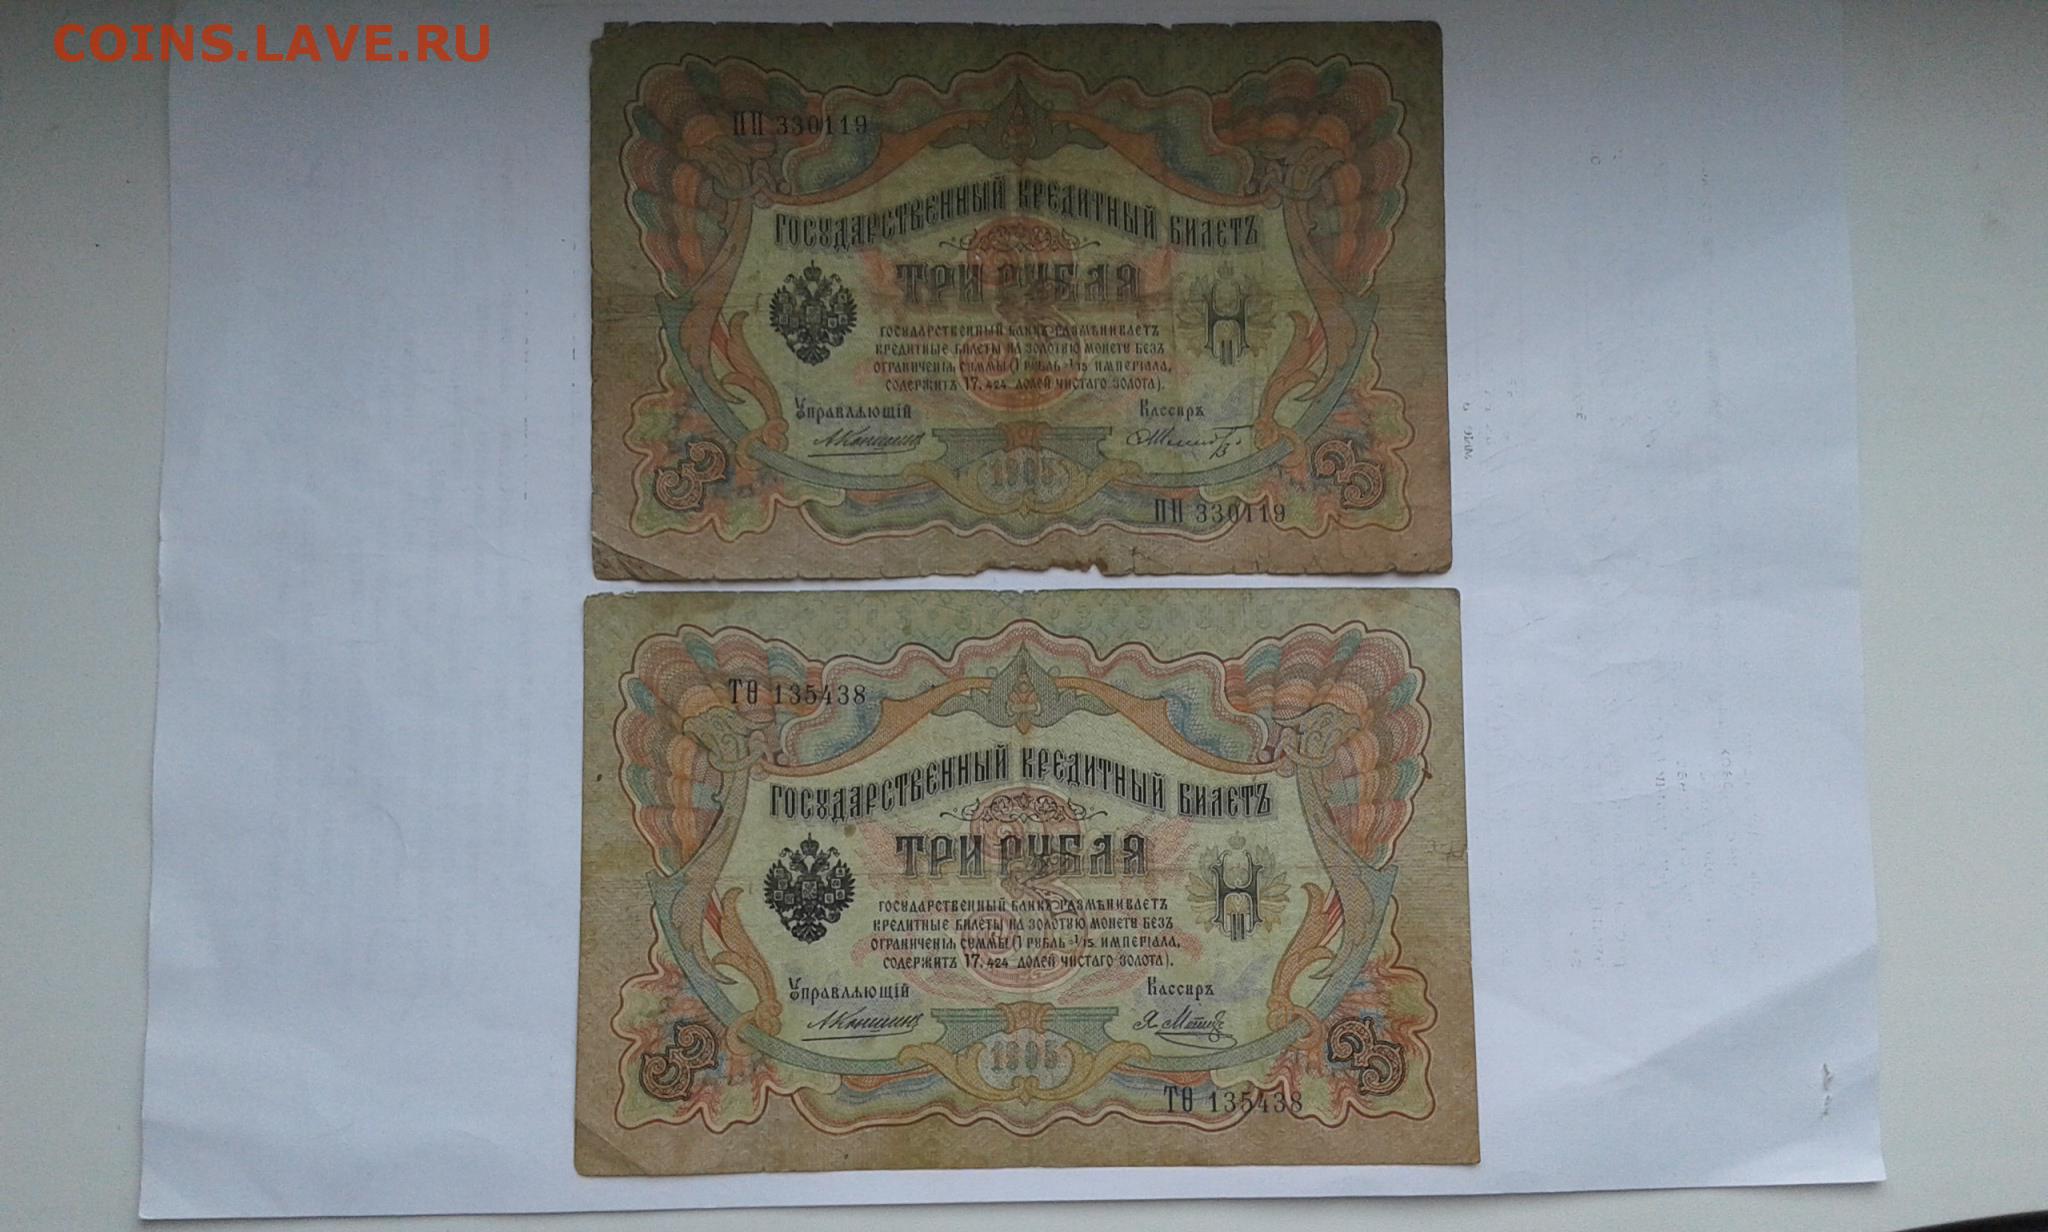 COINS.LAVE.RU
ПП 330119
ГОСУДАРСТВЕННЫЙ КРЕДИТНЫЙ БИЛЕТЪ
ТРИ РУБЛЯ
ГОСУДАРСТВЕННЫЙ БАНКЪ РАЗМѢНИВАЕТЪ
КРЕДИТНЫЕ БИЛЕТЫ НА ЗОЛОТУЮ МОНЕТУ БЕЗЪ
ОГРАНИЧЕНІЯ СУММЫ (1 РУБЛЬ = 1/15 ИМПЕРІАЛА,
СОДЕРЖИТЪ 17,424 ДОЛЕЙ ЧИСТАГО ЗОЛОТА).
Управляющій Кассиръ
АКоншинъ
3 1905 3
ПП 330119
ТѲ 135438
ГОСУДАРСТВЕННЫЙ КРЕДИТНЫЙ БИЛЕТЪ
ТРИ РУБЛЯ
ГОСУДАРСТВЕННЫЙ БАНКЪ РАЗМѢНИВАЕТЪ
КРЕДИТНЫЕ БИЛЕТЫ НА ЗОЛОТУЮ МОНЕТУ БЕЗЪ
ОГРАНИЧЕНІЯ СУММЫ (1 РУБЛЬ = 1/15 ИМПЕРІАЛА,
СОДЕРЖИТЪ 17,424 ДОЛЕЙ ЧИСТАГО ЗОЛОТА).
Управляющій Кассиръ
АКоншинъ Я. Метцъ
3 1905 3
ТѲ 135438